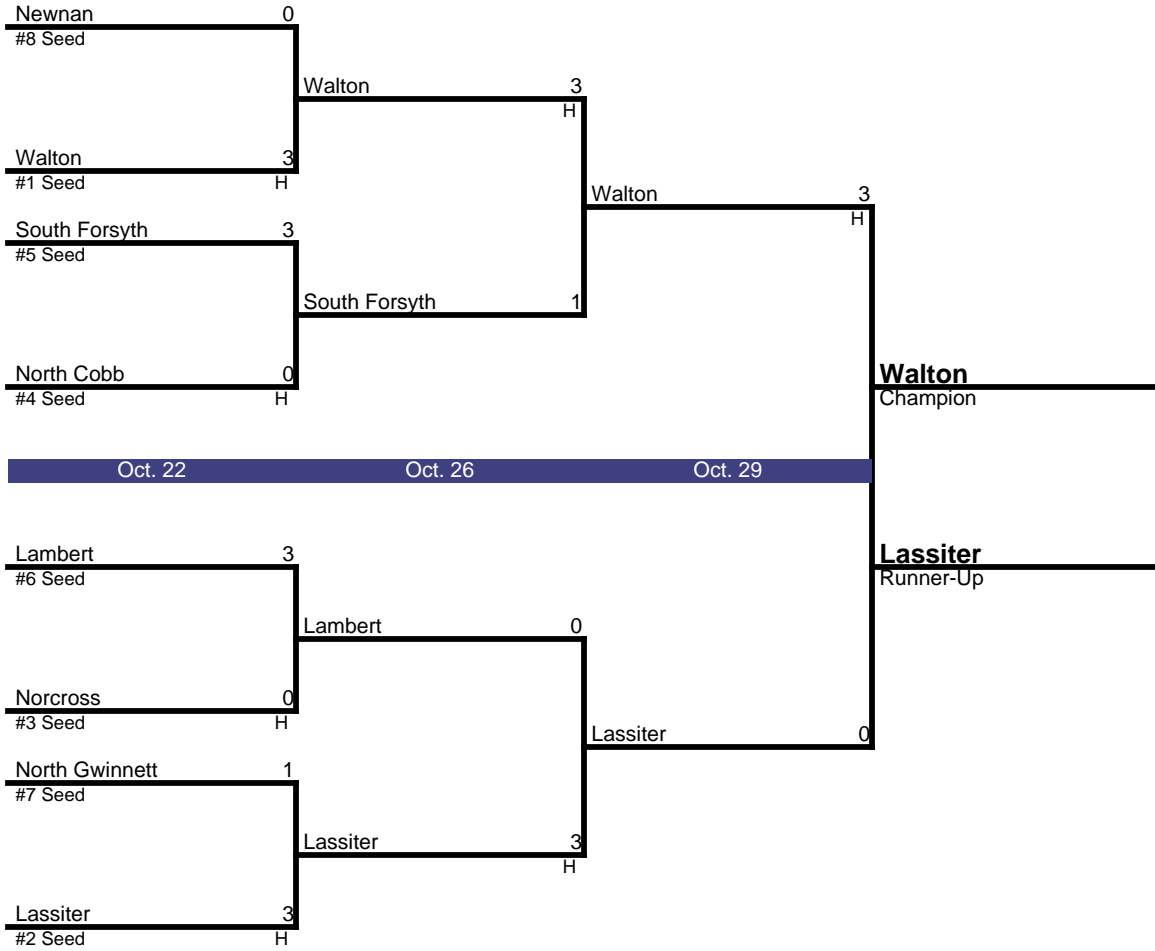 Newnan 0
#8 Seed
Walton 3
H
Walton 3
#1 Seed H
Walton 3
H
South Forsyth 3
#5 Seed
South Forsyth 1
North Cobb 0
#4 Seed H
Walton
Champion
Oct. 22 Oct. 26 Oct. 29
Lambert 3
#6 Seed
Lassiter
Runner-Up
Lambert 0
Norcross 0
#3 Seed H
Lassiter 0
North Gwinnett 1
#7 Seed
Lassiter 3
H
Lassiter 3
#2 Seed H